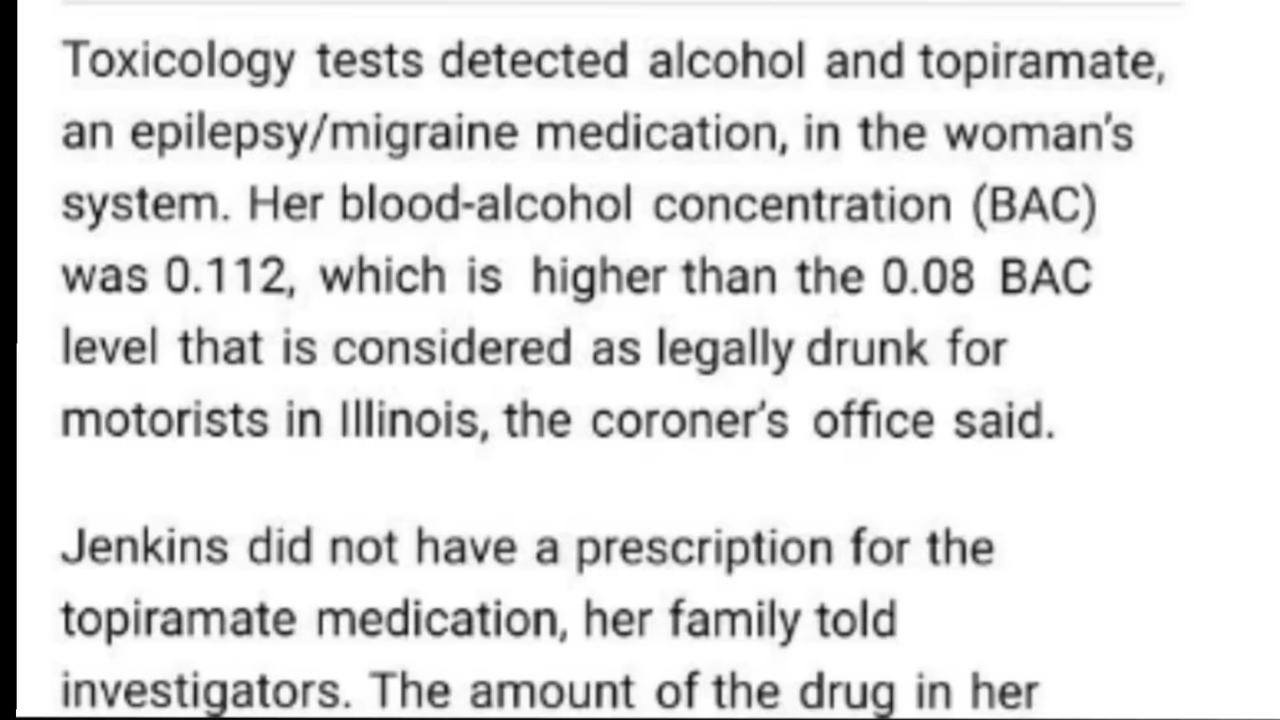 Toxicology tests detected alcohol and topiramate,
an epilepsy/migraine medication, in the woman's
system. Her blood-alcohol concentration (BAC)
was 0.112, which is higher than the 0.08 BAC
level that is considered as legally drunk for
motorists in Illinois, the coroner's office said.
Jenkins did not have a prescription for the
topiramate medication, her family told
investigators. The amount of the drug in her